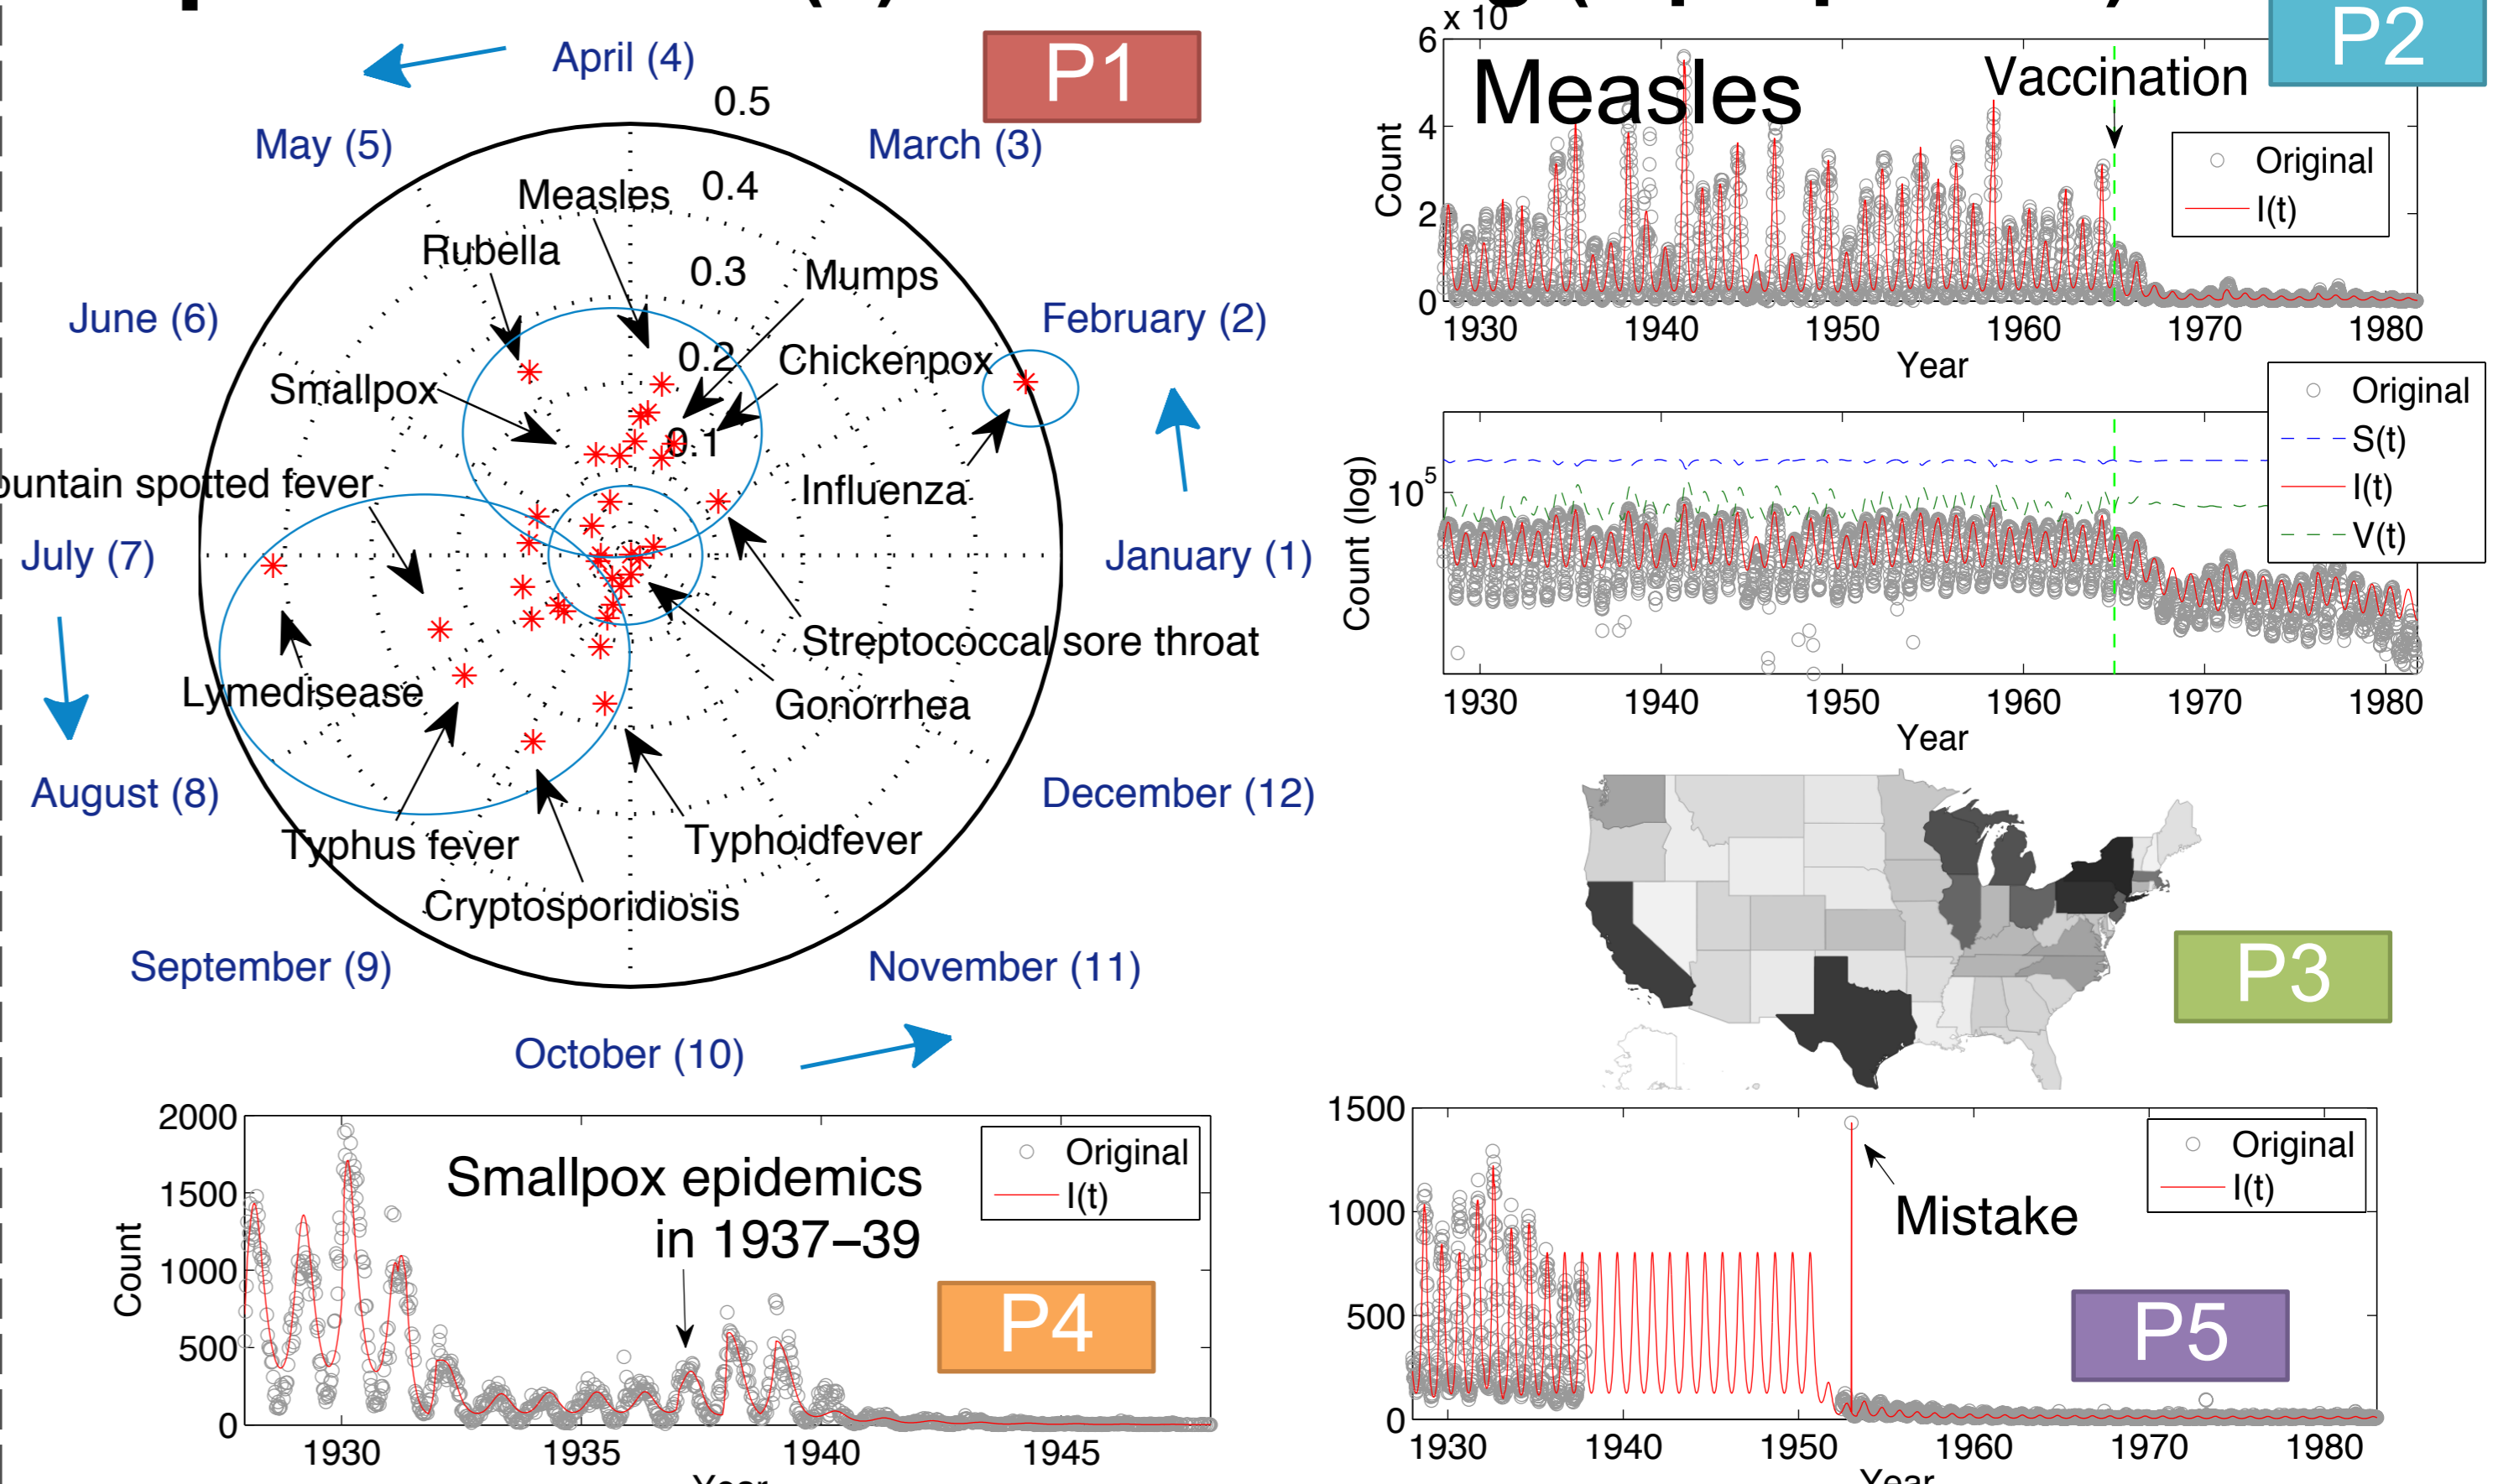 P1
April (4)
0.5
May (5)
March (3)
Measles
0.4
Rubella
0.3
Mumps
June (6)
February (2)
0.2
Chickenpox
Smallpox
0.1
ountain spotted fever
Influenza
July (7)
January (1)
Streptococcal sore throat
Lymedisease
Gonorrhea
August (8)
December (12)
Typhus fever
Typhoidfever
Cryptosporidiosis
September (9)
November (11)
October (10)
P2
x 10
Measles
Vaccination
Count
6
4
2
0
Original
I(t)
1930 1940 1950 1960 1970 1980
Year
Original
S(t)
I(t)
V(t)
Count (log)
10^5
1930 1940 1950 1960 1970 1980
Year
P3
2000
1500
1000
500
0
Count
Smallpox epidemics
in 1937–39
Original
I(t)
P4
1930 1935 1940 1945
Year
1500
1000
500
0
Original
I(t)
Mistake
P5
1930 1940 1950 1960 1970 1980
Year